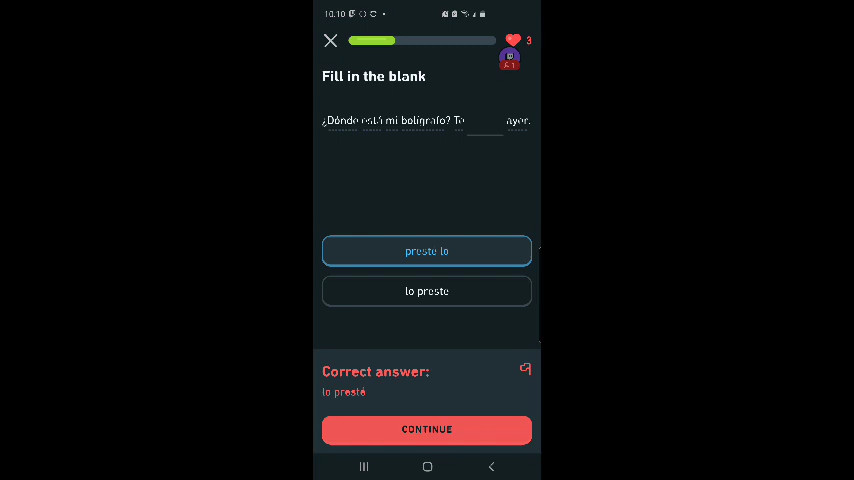 10.10
3
1
Fill in the blank
¿Dónde está mi bolígrafo? Te ayer.
preste lo
lo preste
Correct answer:
lo presté
CONTINUE